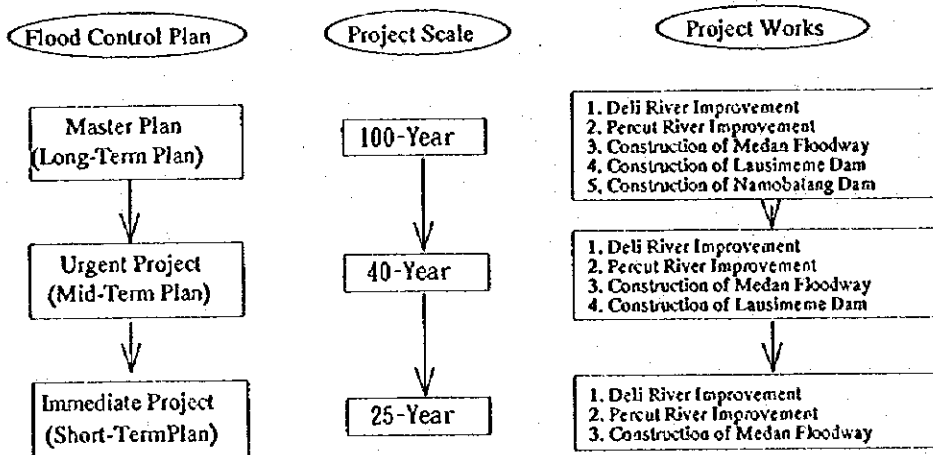 Flood Control Plan
Project Scale
Project Works
Master Plan
(Long-Term Plan)
100-Year
1. Deli River Improvement
2. Percut River Improvement
3. Construction of Medan Floodway
4. Construction of Lausimeme Dam
5. Construction of Namobatang Dam
Urgent Project
(Mid-Term Plan)
40-Year
1. Deli River Improvement
2. Percut River Improvement
3. Construction of Medan Floodway
4. Construction of Lausimeme Dam
Immediate Project
(Short-TermPlan)
25-Year
1. Deli River Improvement
2. Percut River Improvement
3. Construction of Medan Floodway